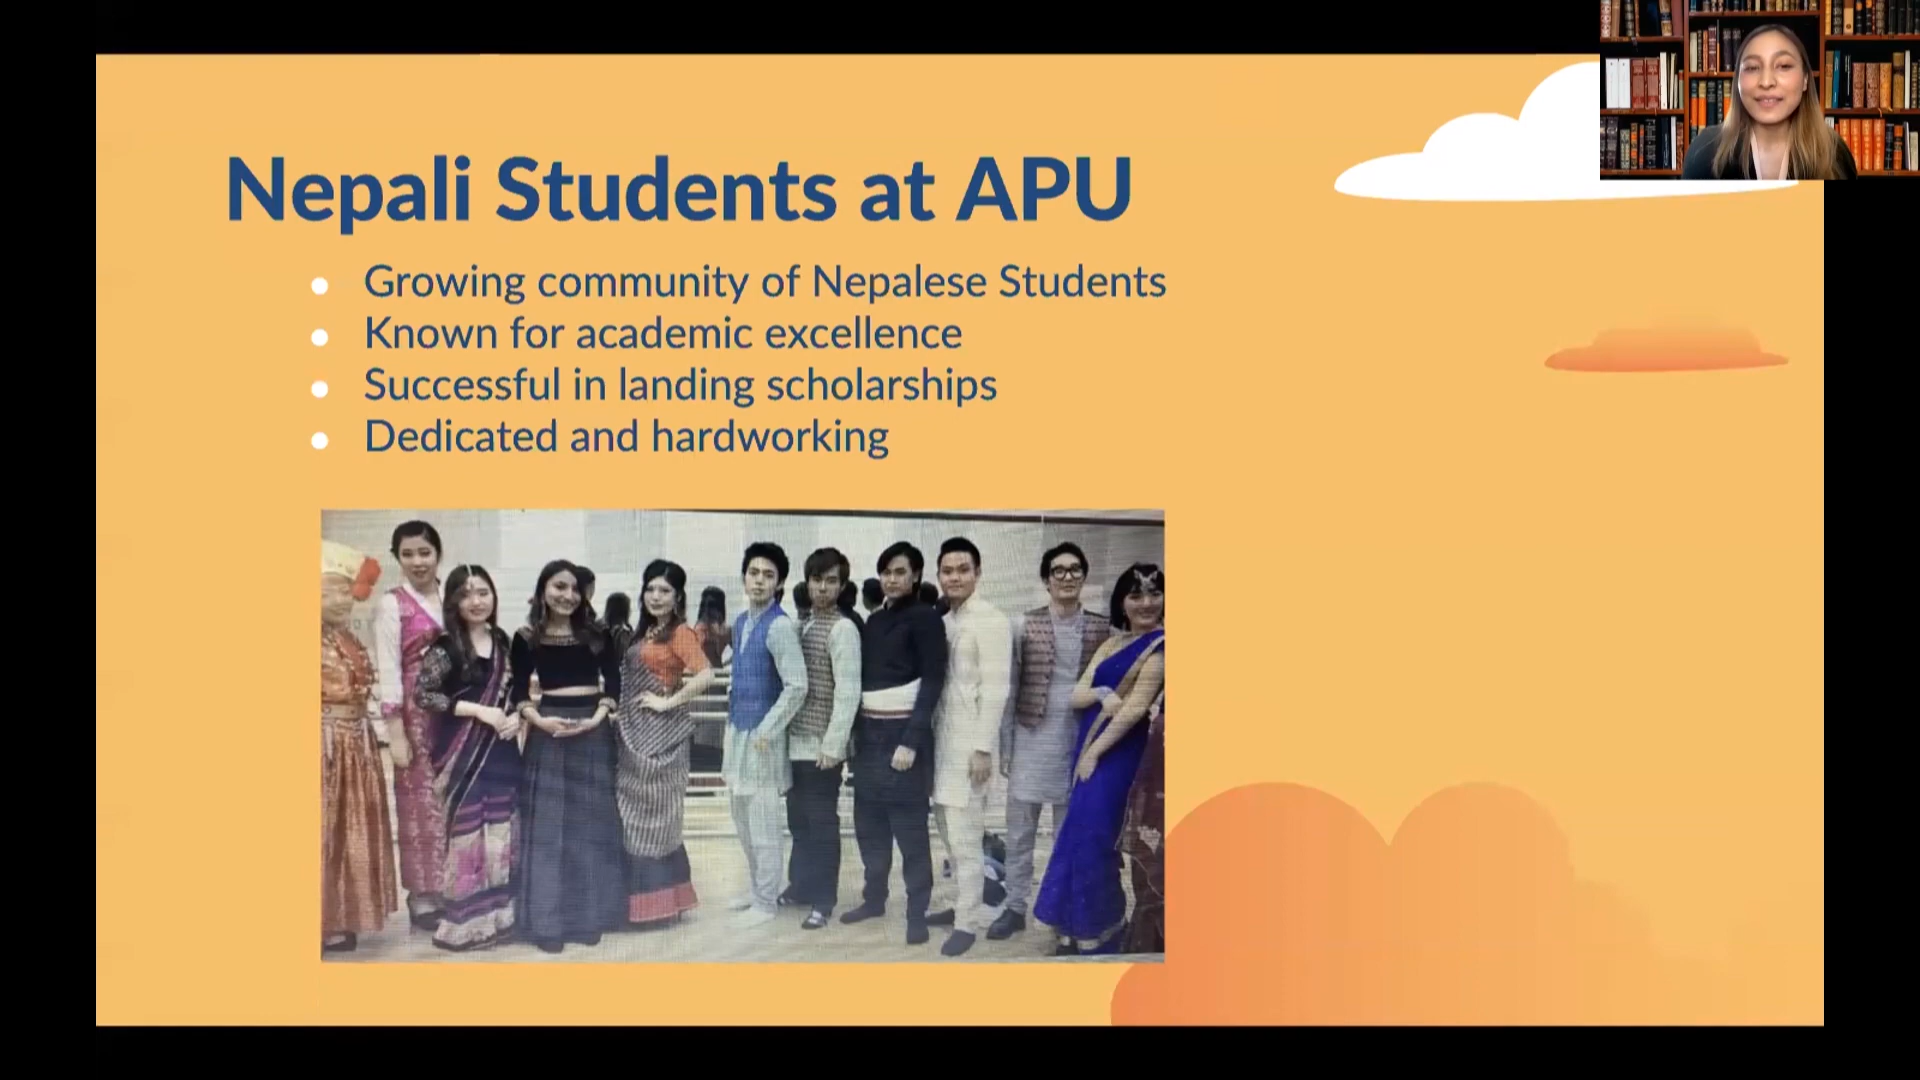 Nepali Students at APU
Growing community of Nepalese Students
Known for academic excellence
Successful in landing scholarships
Dedicated and hardworking